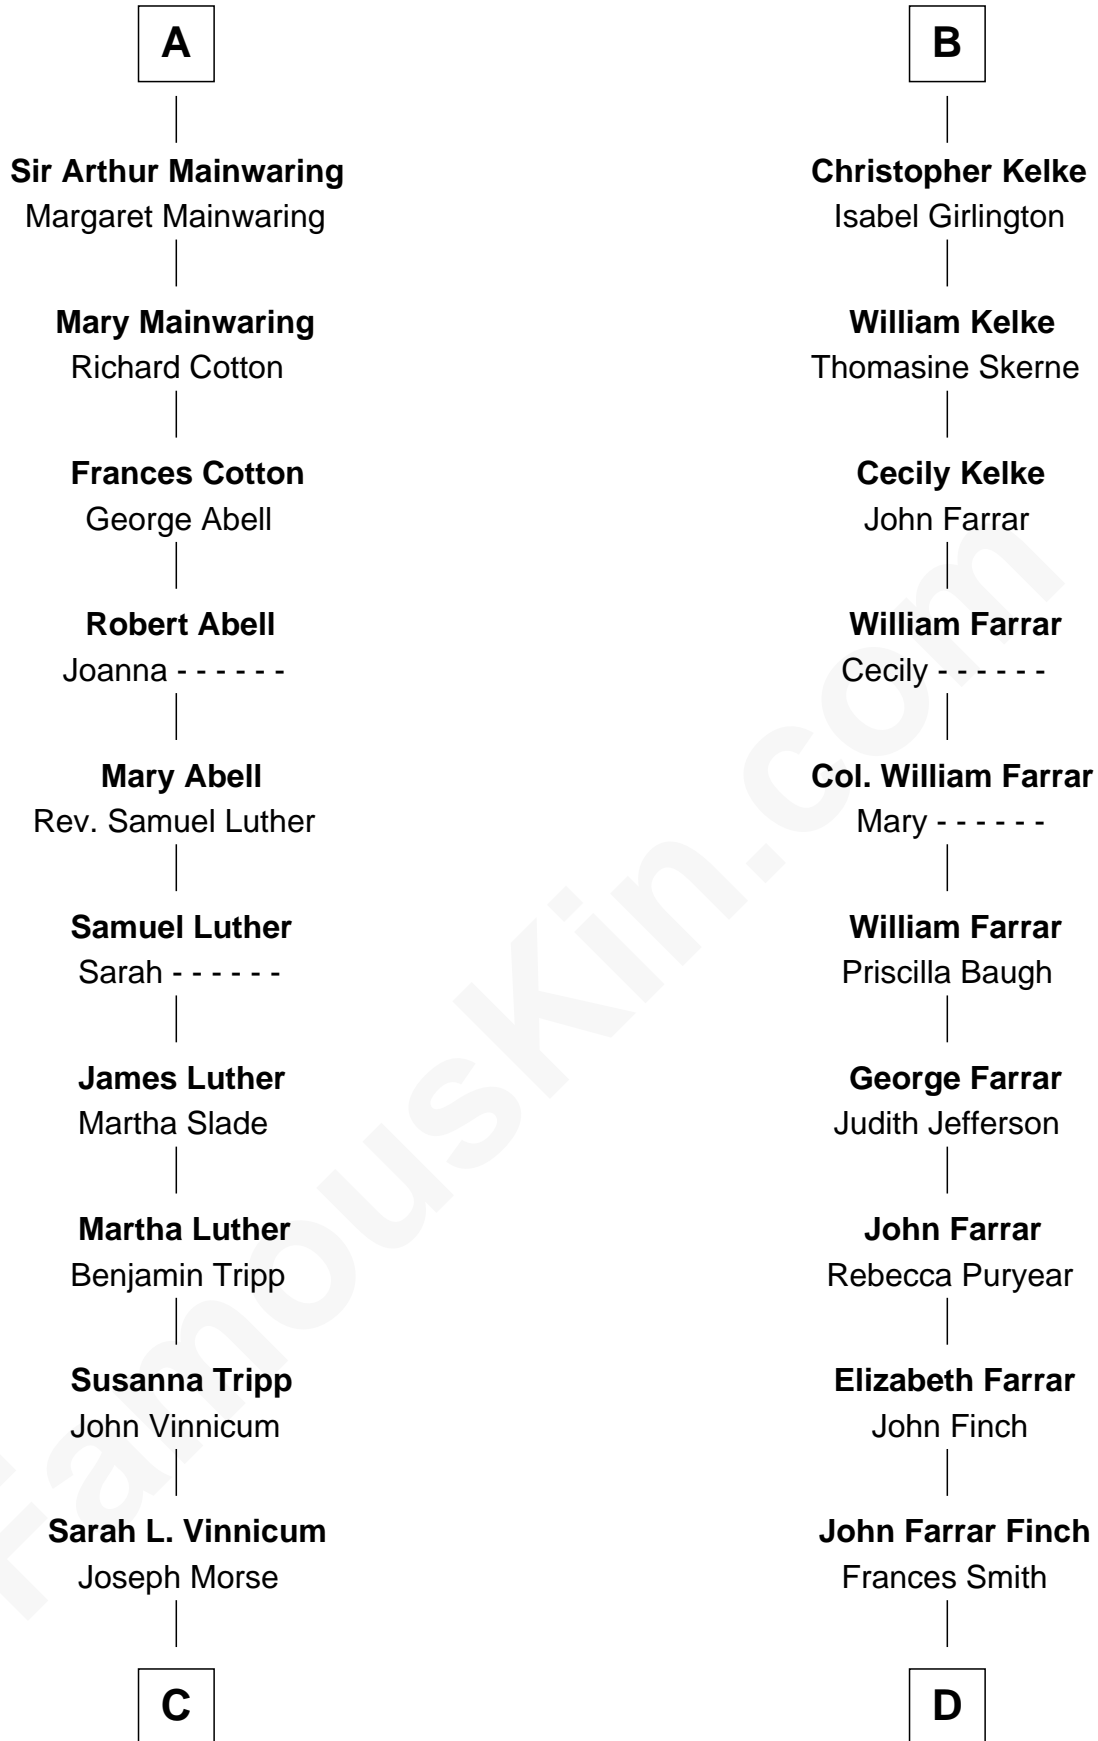 A
Sir Arthur Mainwaring
Margaret Mainwaring
Mary Mainwaring
Richard Cotton
Frances Cotton
George Abell
Robert Abell
Joanna - - - - - -
Mary Abell
Rev. Samuel Luther
Samuel Luther
Sarah - - - - - -
James Luther
Martha Slade
Martha Luther
Benjamin Tripp
Susanna Tripp
John Vinnicum
Sarah L. Vinnicum
Joseph Morse
C
B
Christopher Kelke
Isabel Girlington
William Kelke
Thomasine Skerne
Cecily Kelke
John Farrar
William Farrar
Cecily - - - - - -
Col. William Farrar
Mary - - - - - -
William Farrar
Priscilla Baugh
George Farrar
Judith Jefferson
John Farrar
Rebecca Puryear
Elizabeth Farrar
John Finch
John Farrar Finch
Frances Smith
D
FamousKin.com